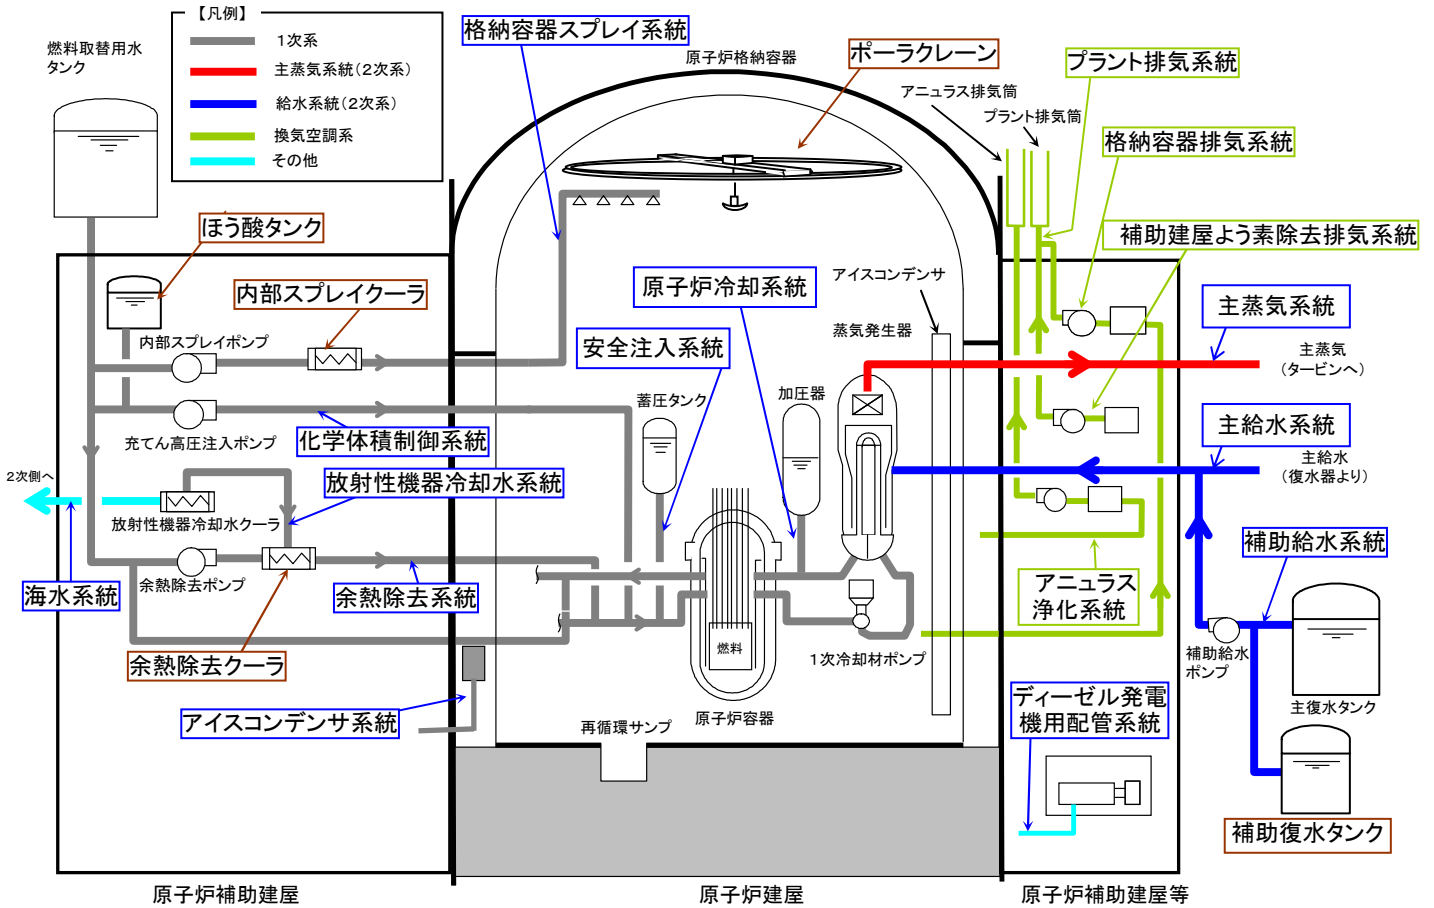 【凡例】
1次系
主蒸気系統(2次系)
給水系統(2次系)
換気空調系
その他
燃料取替用水
タンク
格納容器スプレイ系統
原子炉格納容器
ポーラクレーン
プラント排気系統
アニュラス排気筒
プラント排気筒
格納容器排気系統
補助建屋よう素除去排気系統
ほう酸タンク
内部スプレイクーラ
内部スプレイポンプ
原子炉冷却系統
アイスコンデンサ
主蒸気系統
蒸気発生器
安全注入系統
主蒸気
(タービンへ)
蓄圧タンク
加圧器
化学体積制御系統
充てん高圧注入ポンプ
主給水系統
主給水
(復水器より)
2次側へ
放射性機器冷却水系統
放射性機器冷却水クーラ
補助給水系統
余熱除去ポンプ
海水系統
余熱除去系統
アニュラス
浄化系統
余熱除去クーラ
燃料
1次冷却材ポンプ
補助給水
ポンプ
アイスコンデンサ系統
原子炉容器
再循環サンプ
ディーゼル発電
機用配管系統
主復水タンク
補助復水タンク
原子炉補助建屋
原子炉建屋
原子炉補助建屋等